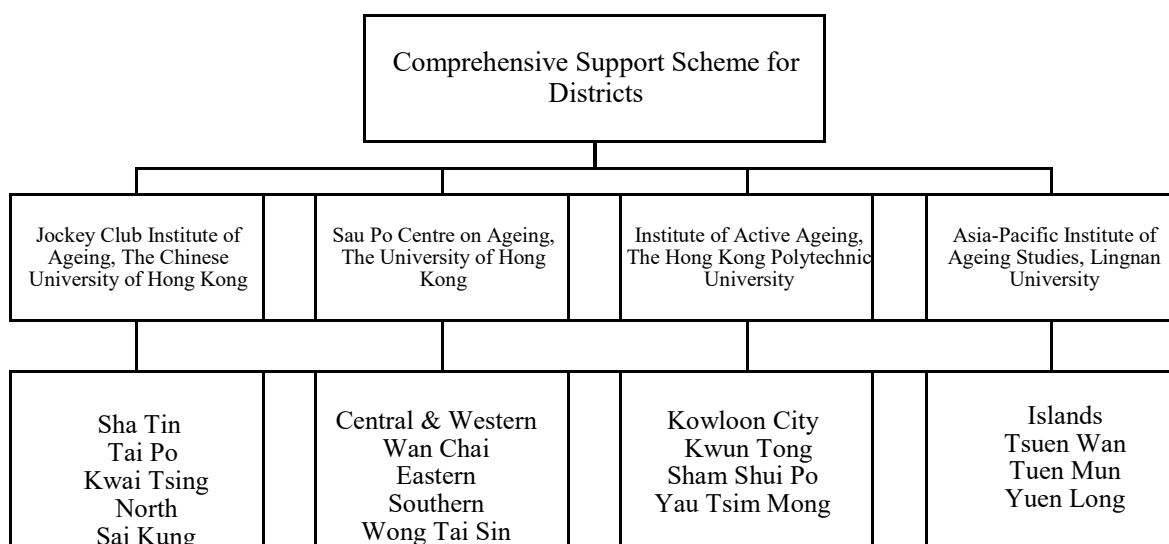 Comprehensive Support Scheme for
Districts
Jockey Club Institute of
Ageing, The Chinese
University of Hong Kong
Sau Po Centre on Ageing,
The University of Hong
Kong
Institute of Active Ageing,
The Hong Kong Polytechnic
University
Asia-Pacific Institute of
Ageing Studies, Lingnan
University
Sha Tin
Tai Po
Kwai Tsing
North
Sai Kung
Central & Western
Wan Chai
Eastern
Southern
Wong Tai Sin
Kowloon City
Kwun Tong
Sham Shui Po
Yau Tsim Mong
Islands
Tsuen Wan
Tuen Mun
Yuen Long